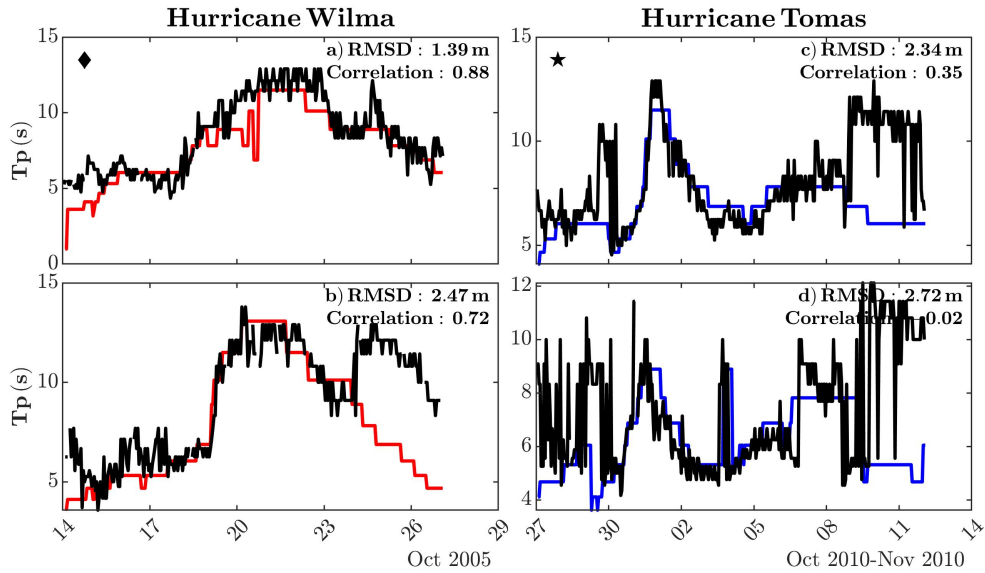 Hurricane Wilma
Hurricane Tomas
a) RMSD : 1.39 m
Correlation : 0.88
c) RMSD : 2.34 m
Correlation : 0.35
15
10
5
0
Tp (s)
15
10
5
Tp (s)
b) RMSD : 2.47 m
Correlation : 0.72
d) RMSD : 2.72 m
Correlation : -0.02
15
10
5
Tp (s)
12
10
8
6
4
14 17 20 23 26 29
Oct 2005
27 30 02 05 08 11 14
Oct 2010-Nov 2010